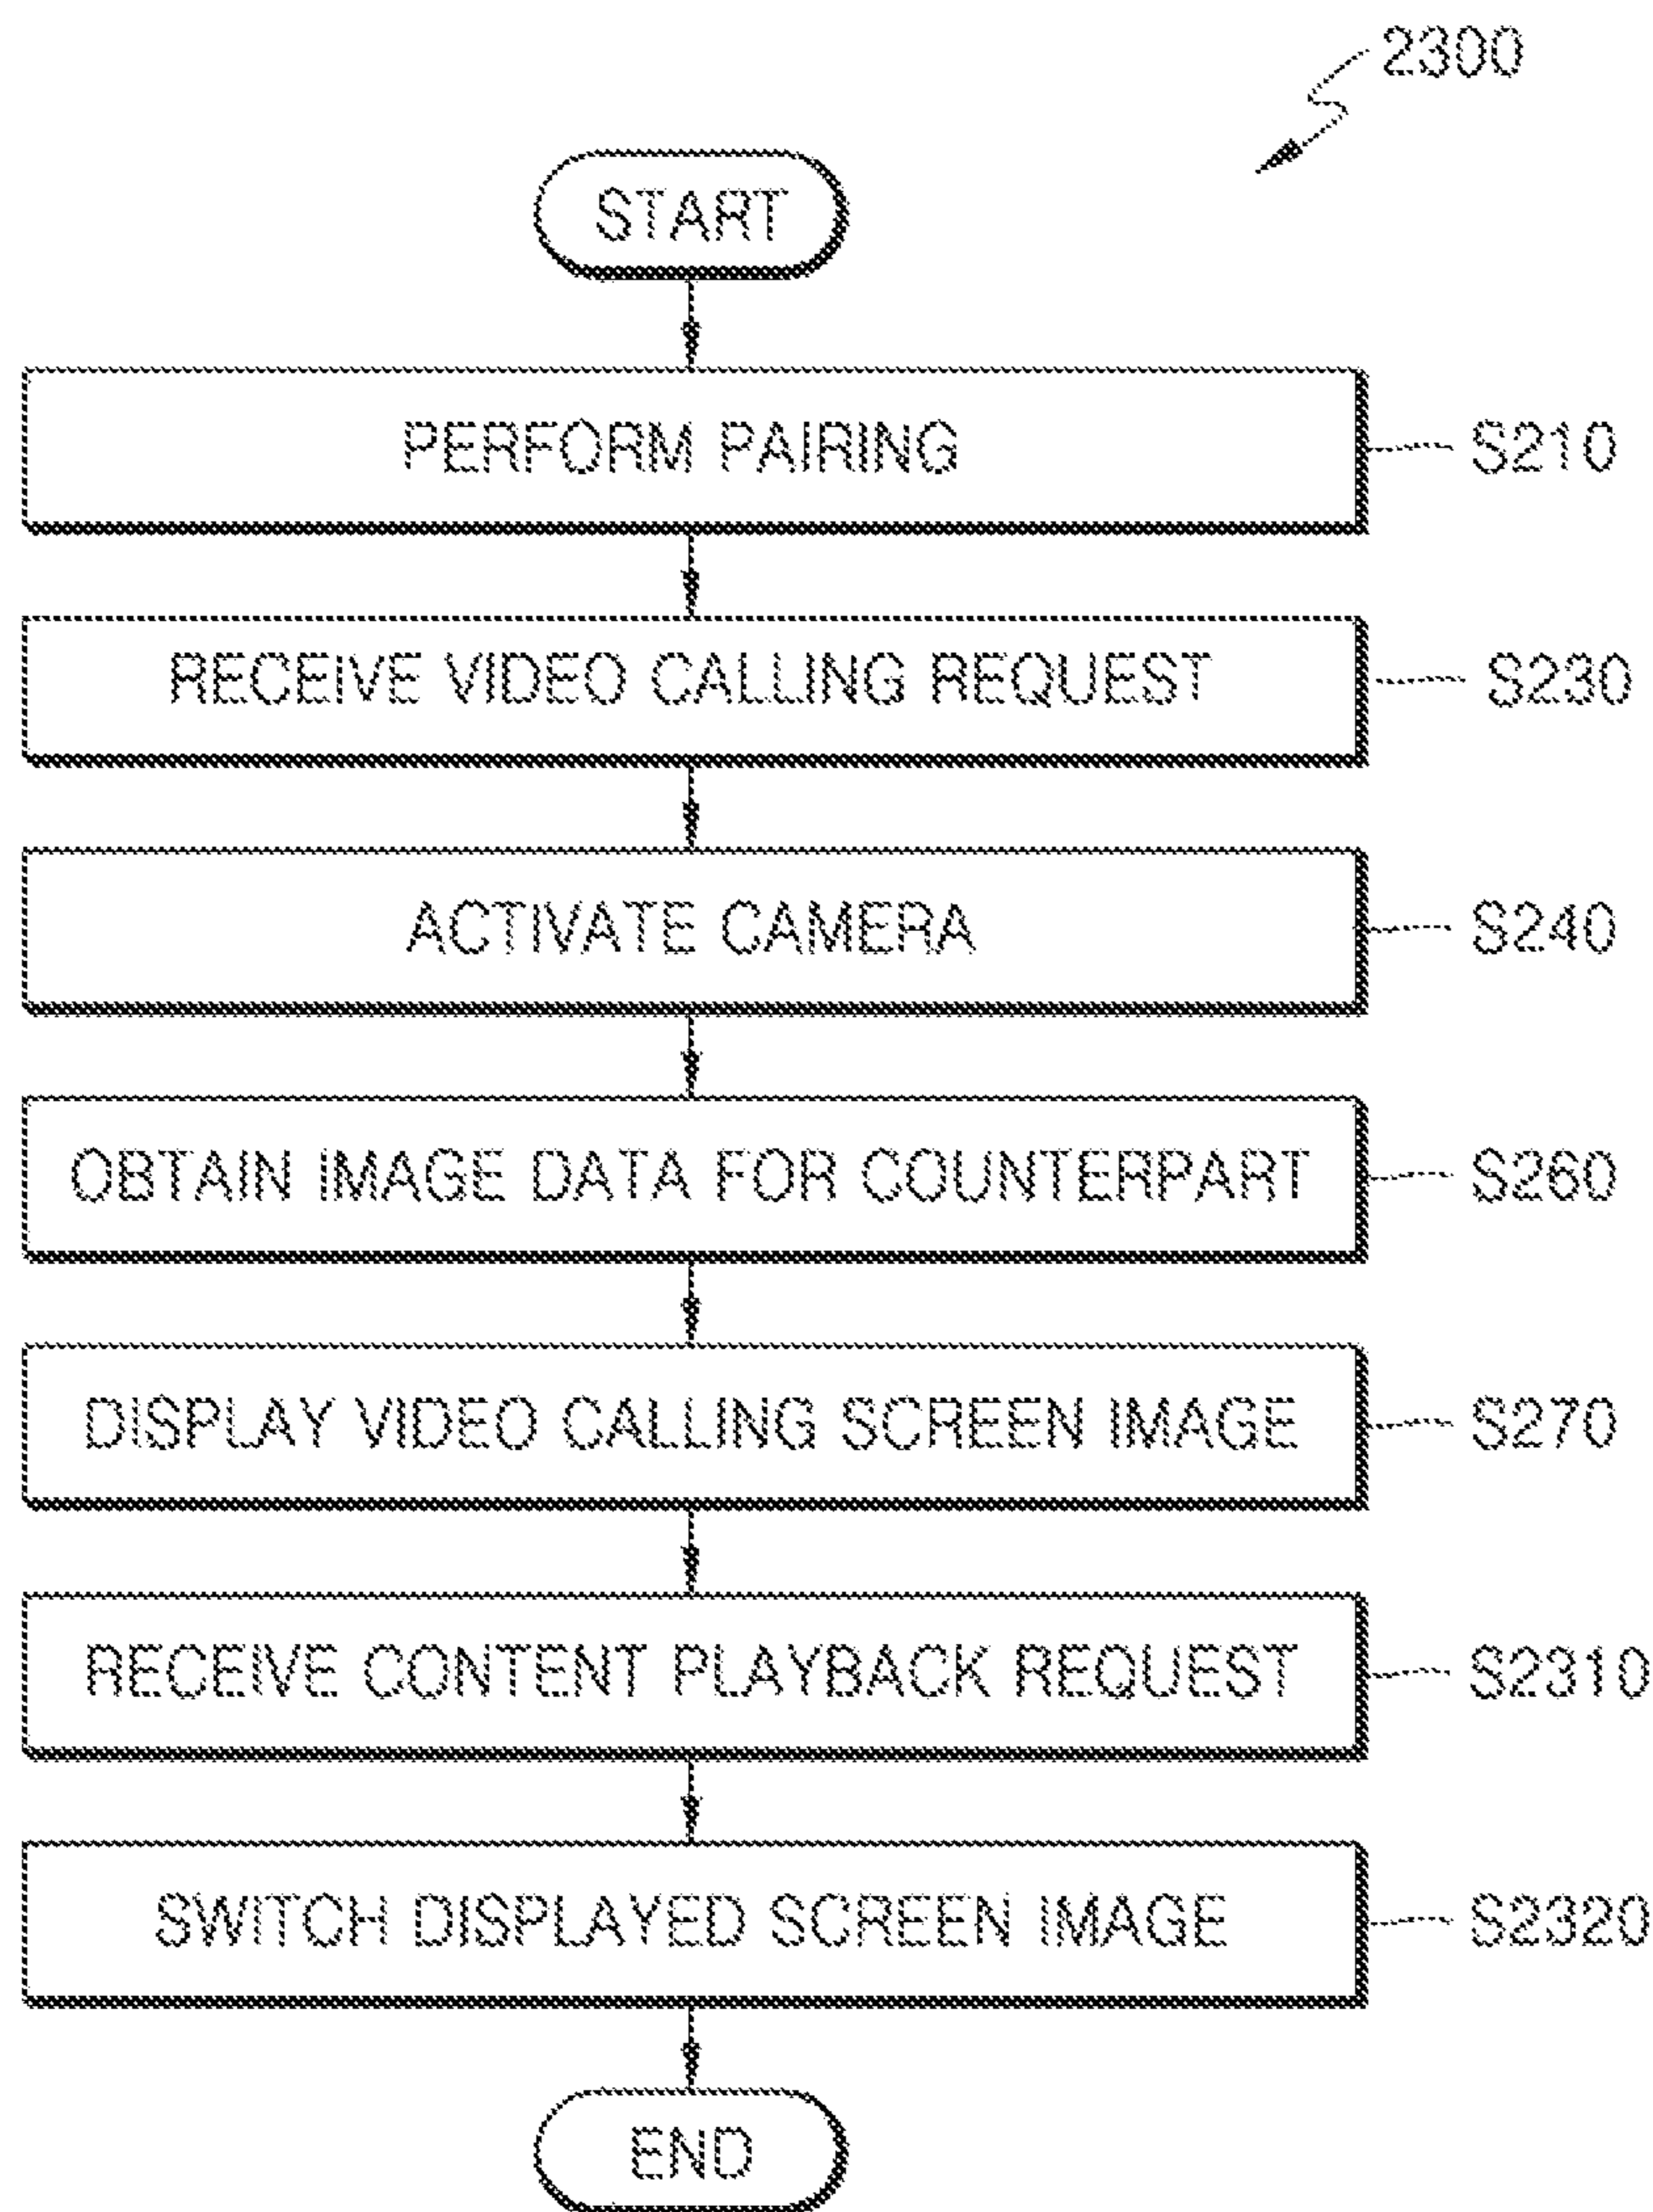 2300
START
PERFORM PAIRING S210
RECEIVE VIDEO CALLING REQUEST S230
ACTIVATE CAMERA S240
OBTAIN IMAGE DATA FOR COUNTERPART S260
DISPLAY VIDEO CALLING SCREEN IMAGE S270
RECEIVE CONTENT PLAYBACK REQUEST S2310
SWITCH DISPLAYED SCREEN IMAGE S2320
END